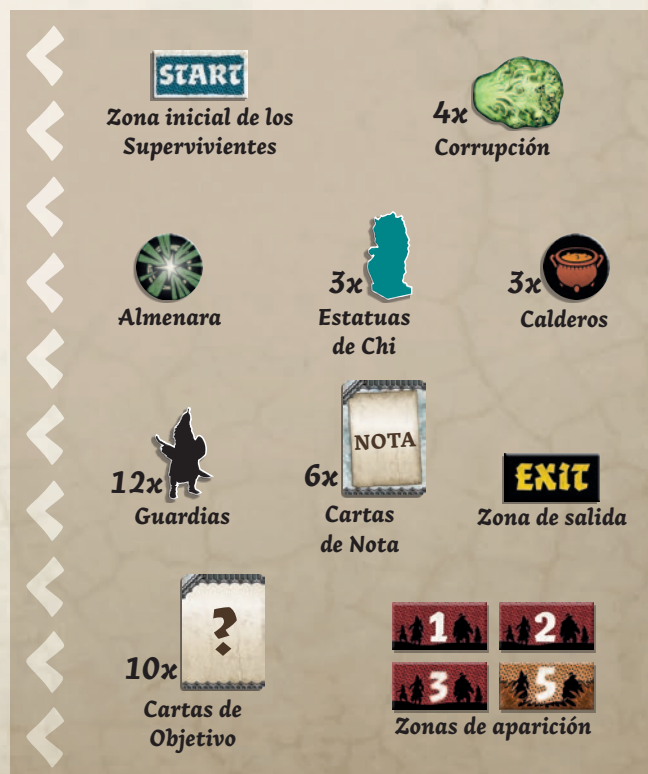 START
Zona inicial de los
Supervivientes
4x
Corrupción
Almenara
3x
Estatuas
de Chi
3x
Calderos
12x
Guardias
6x
NOTA
Cartas
de Nota
EXIT
Zona de salida
10x
?
Cartas de
Objetivo
1
2
3
5
Zonas de aparición